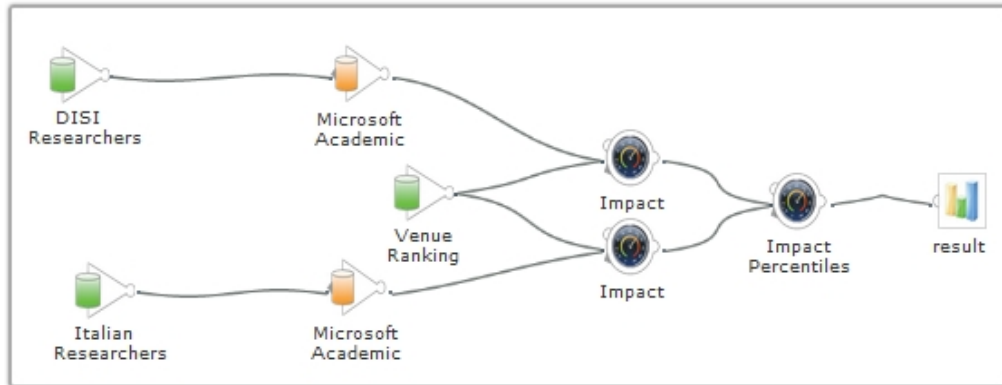 DISI
Researchers
Microsoft
Academic
Venue
Ranking
Impact
Impact
Impact
Percentiles
result
Italian
Researchers
Microsoft
Academic